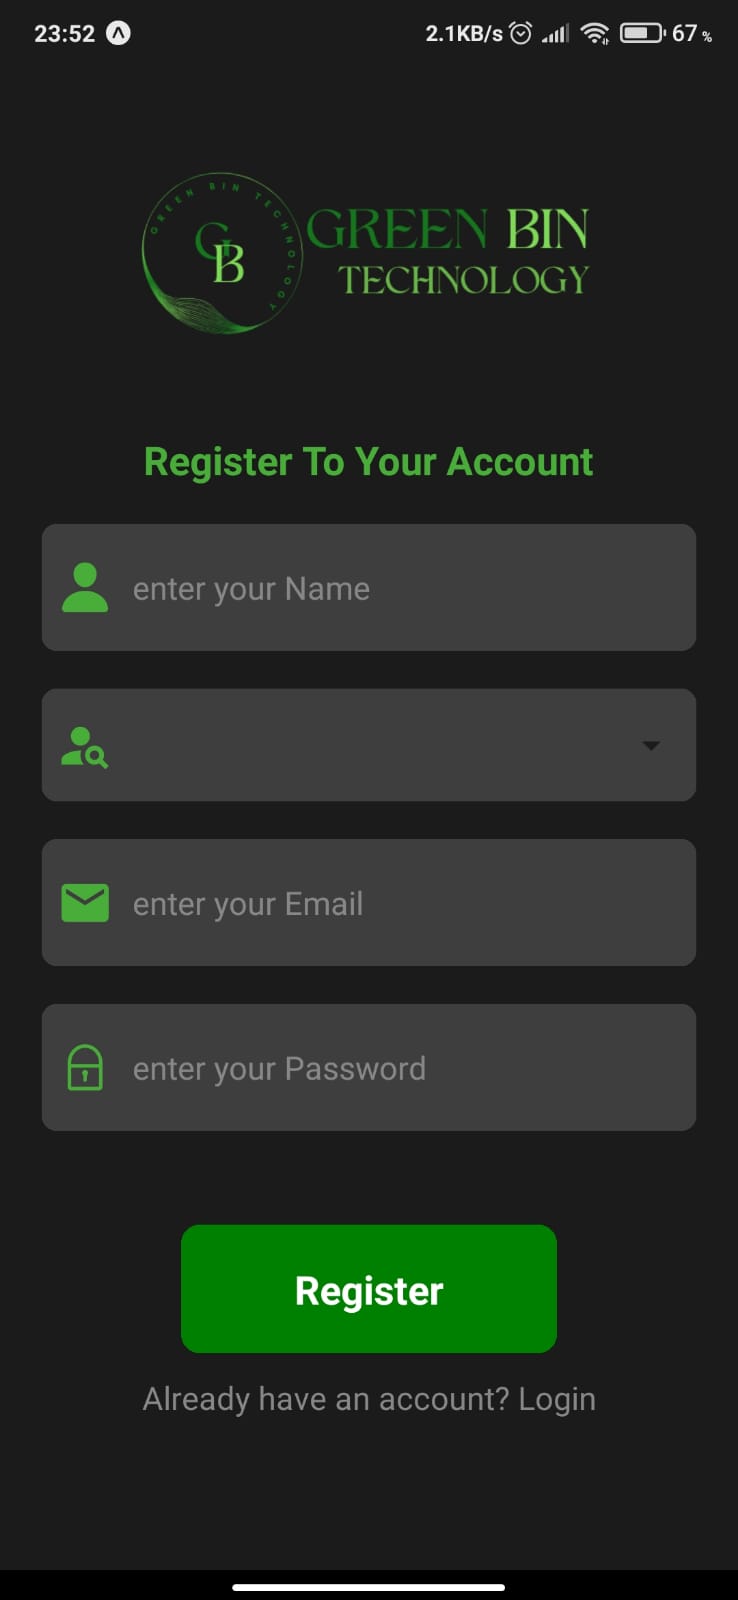 23:52
2.1KB/s
67 %
GREEN BIN TECHNOLOGY
GB
GREEN BIN
TECHNOLOGY
Register To Your Account
enter your Name
enter your Email
enter your Password
Register
Already have an account? Login